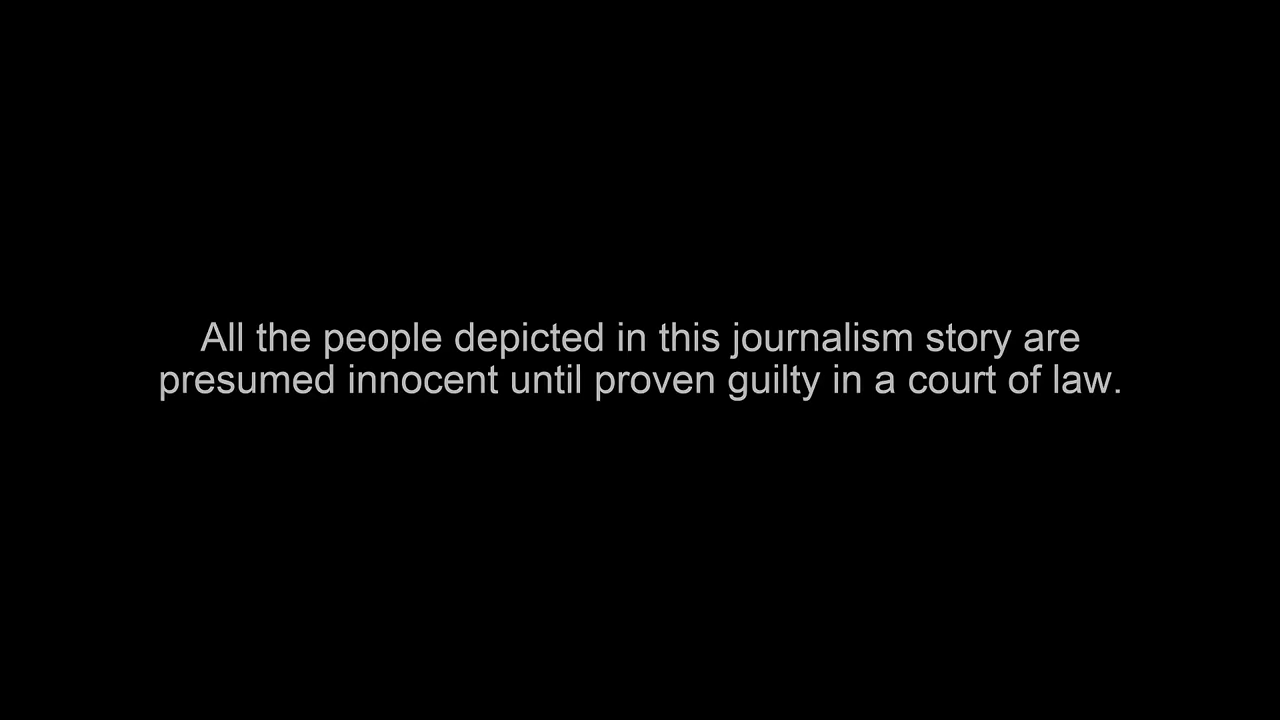 All the people depicted in this journalism story are
presumed innocent until proven guilty in a court of law.